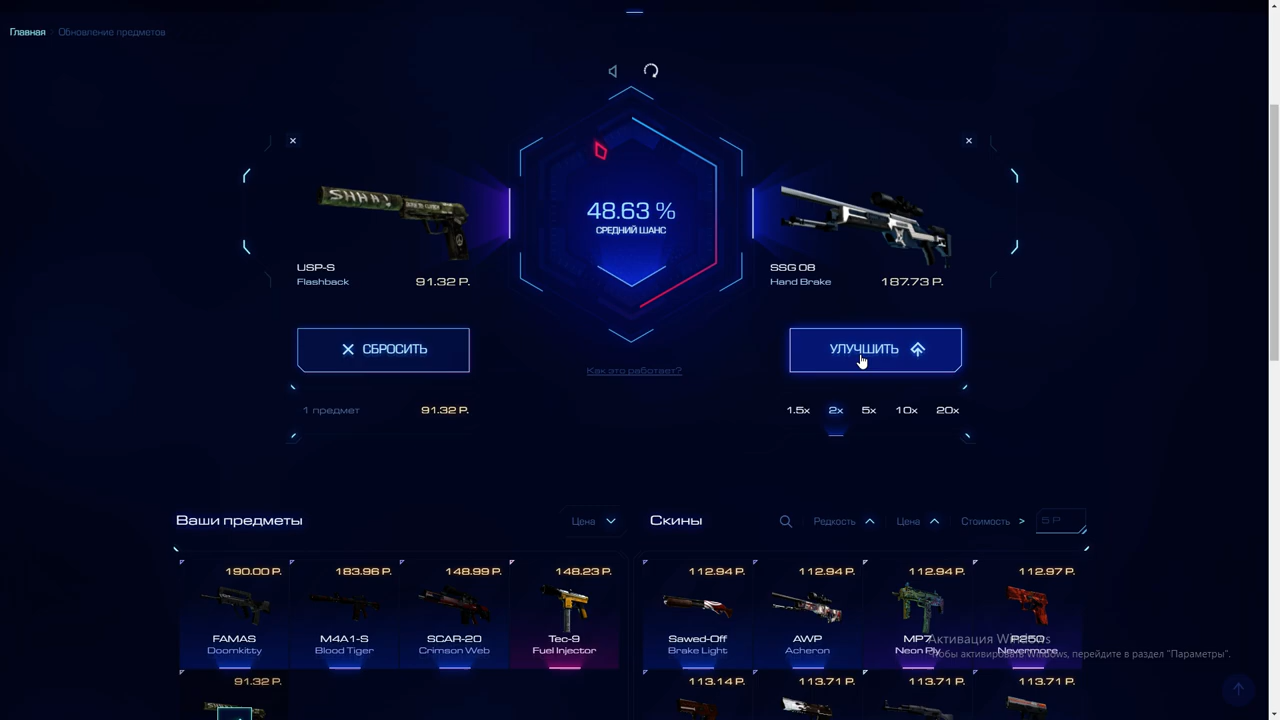 Главная
Обновление предметов
48.63 %
СРЕДНИЙ ШАНС
SHHH!
USP-S
Flashback
91.32 Р.
SSG 08
Hand Brake
187.73 Р.
СБРОСИТЬ
УЛУЧШИТЬ
Как это работает?
1 предмет
91.32 Р.
1.5x 2x 5x 10x 20x
Ваши предметы
Цена
Скины
Редкость
Цена
Стоимость >
5 Р
190.00 Р. 183.96 Р. 148.99 Р. 148.23 Р.
FAMAS M4A1-S SCAR-20 Tec-9
Doomkitty Blood Tiger Crimson Web Fuel Injector
91.32 Р.
112.94 Р. 112.94 Р. 112.94 Р. 112.97 Р.
Sawed-Off AWP MP7 P250
Brake Light Acheron Neon Ply Nevermore
113.14 Р. 113.71 Р. 113.71 Р. 113.71 Р.
Активация Windows
Чтобы активировать Windows, перейдите в раздел "Параметры".